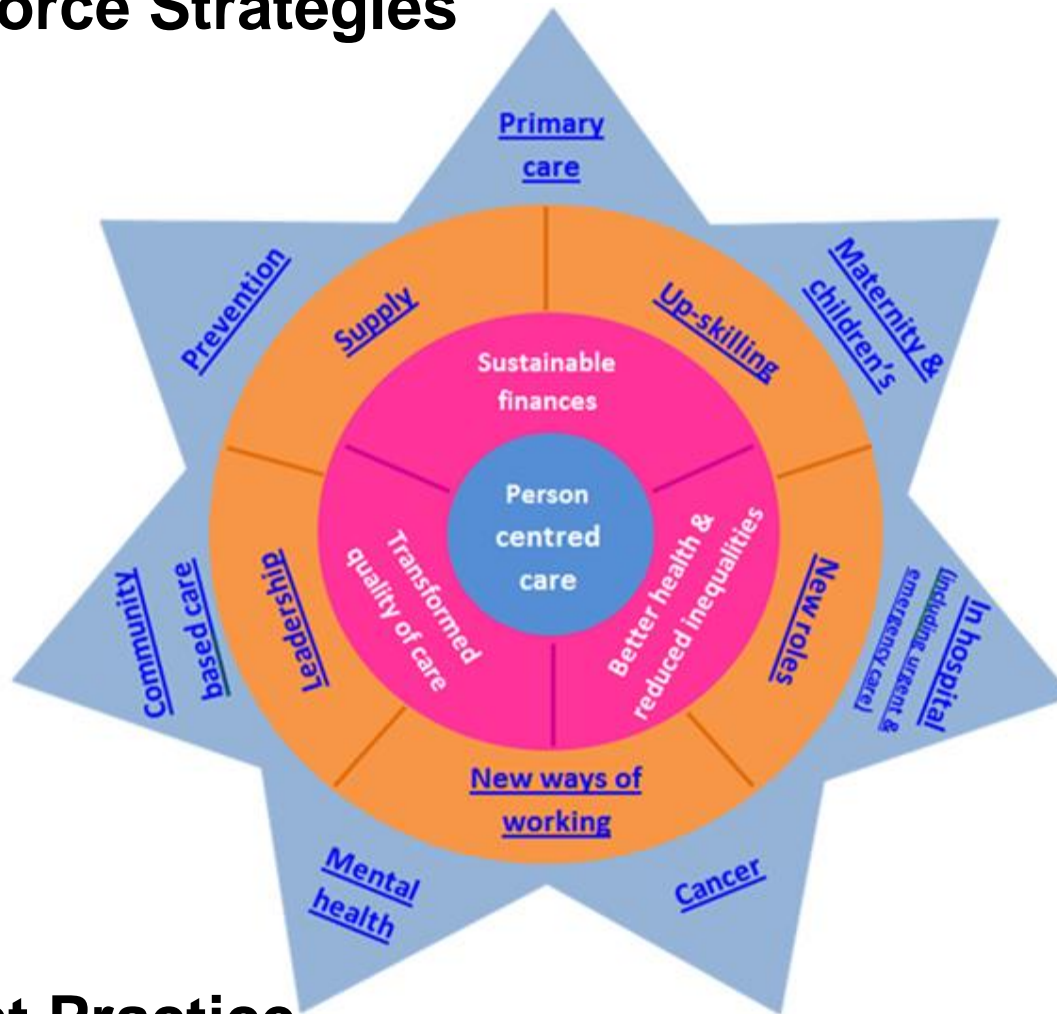 orce Strategies
Primary
care
Prevention
Supply
Up-skilling
Maternity &
children's
Sustainable
finances
Person
centred
care
Community
based care
Leadership
Transformed
quality of care
Better health &
reduced inequalities
New roles
In hospital
(including urgent &
emergency care)
New ways of
working
Mental
health
Cancer
t Practice